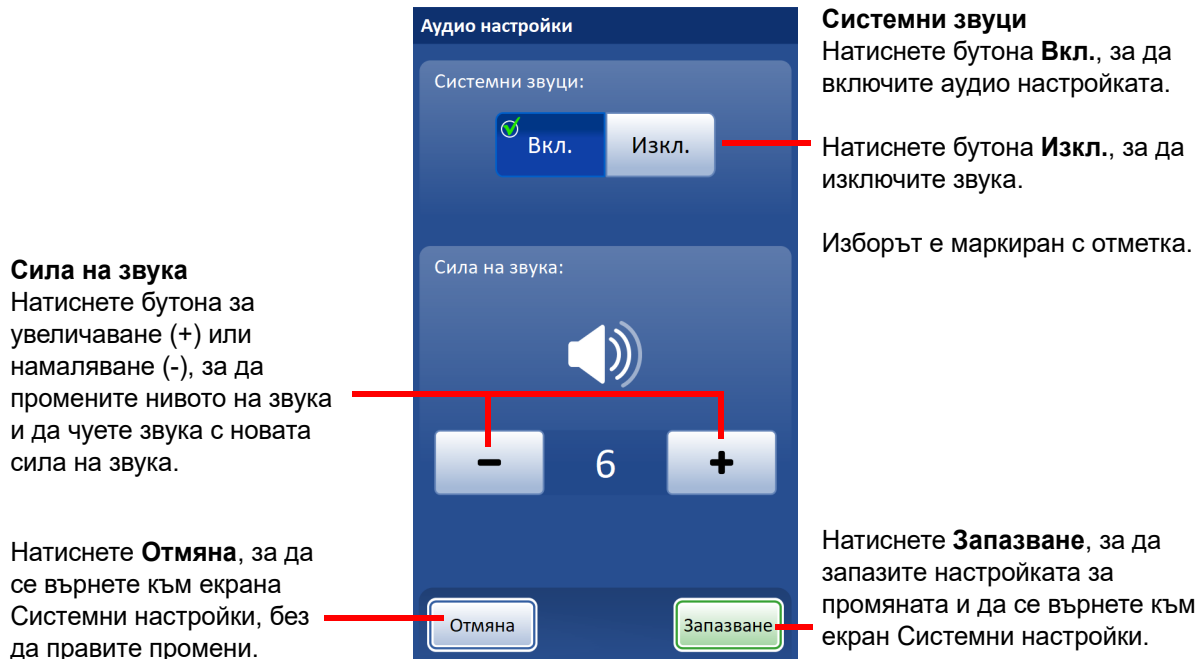 Аудио настройки
Системни звуци:
Вкл.
Изкл.
Сила на звука:
−
6
+
Отмяна
Запазване
Системни звуци
Натиснете бутона Вкл., за да
включите аудио настройката.
Натиснете бутона Изкл., за да
изключите звука.
Изборът е маркиран с отметка.
Сила на звука
Натиснете бутона за
увеличаване (+) или
намаляване (-), за да
промените нивото на звука
и да чуете звука с новата
сила на звука.
Натиснете Отмяна, за да
се върнете към екрана
Системни настройки, без
да правите промени.
Натиснете Запазване, за да
запазите настройката за
промяната и да се върнете към
екран Системни настройки.